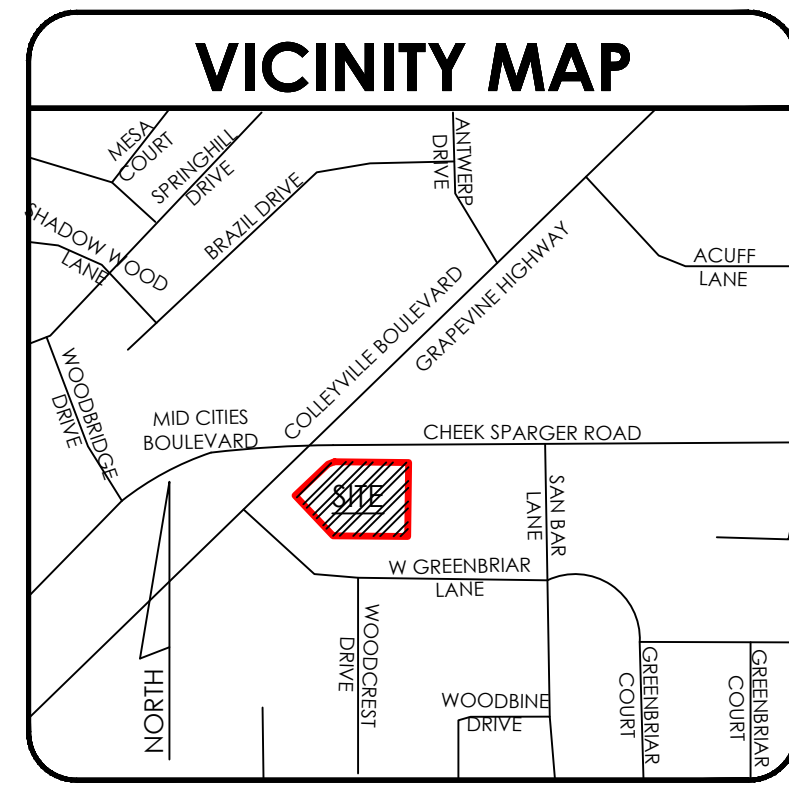 VICINITY MAP
MESA
COURT
SPRINGHILL
DRIVE
ANTWERP
DRIVE
BRAZIL DRIVE
SHADOW WOOD
LANE
ACUFF
LANE
COLLEYVILLE BOULEVARD
GRAPEVINE HIGHWAY
WOODBRIDGE
DRIVE
MID CITIES
BOULEVARD
CHEEK SPARGER ROAD
SITE
SAN BAR
LANE
W GREENBRIAR
LANE
WOODCREST
DRIVE
NORTH
WOODBINE
DRIVE
GREENBRIAR
COURT
GREENBRIAR
COURT